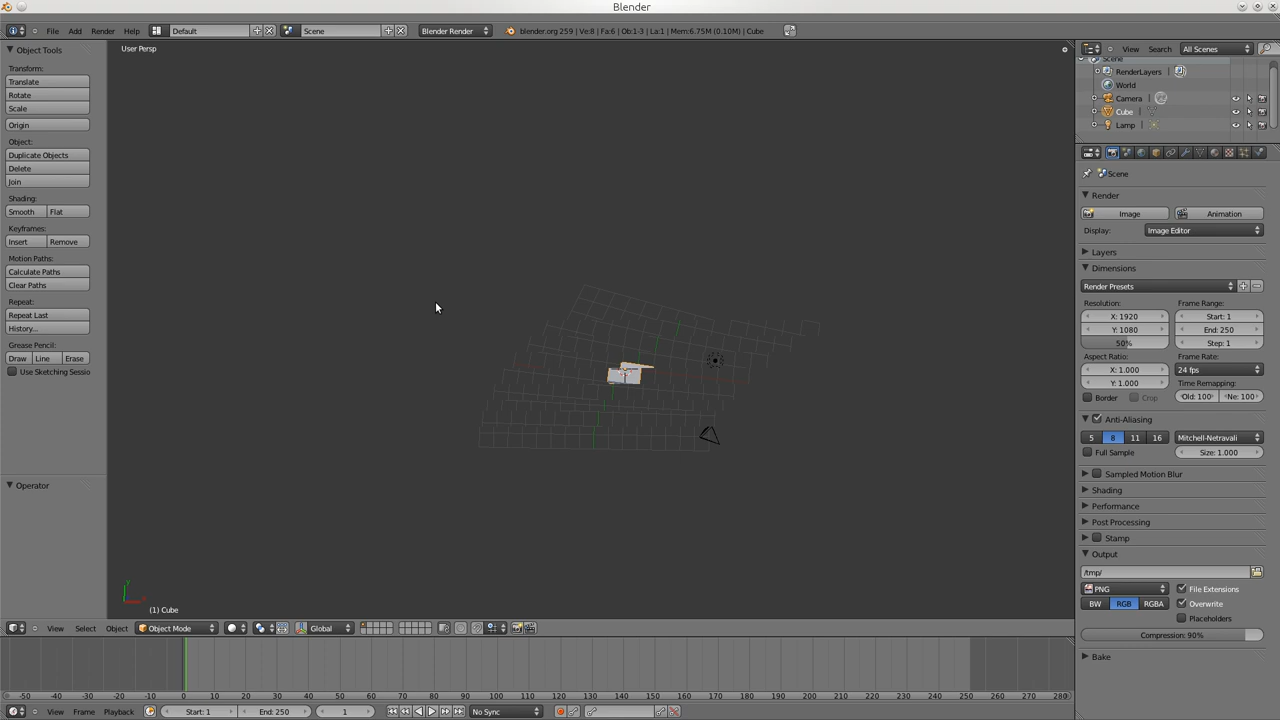 Blender
File Add Render Help Default Scene Blender Render blender.org 259 | Ve:8 | Fa:6 | Ob:1-3 | La:1 | Mem:6.75M (0.10M) | Cube
Object Tools
Transform:
Translate
Rotate
Scale
Origin
Object:
Duplicate Objects
Delete
Join
Shading:
Smooth Flat
Keyframes:
Insert Remove
Motion Paths:
Calculate Paths
Clear Paths
Repeat:
Repeat Last
History...
Grease Pencil:
Draw Line Erase
Use Sketching Sessio
Operator
User Persp
y
(1) Cube
View Select Object Object Mode Global
-50 -40 -30 -20 -10 0 10 20 30 40 50 60 70 80 90 100 110 120 130 140 150 160 170 180 190 200 210 220 230 240 250 260 270 280
View Frame Playback Start: 1 End: 250 1 No Sync
View Search All Scenes
Scene
RenderLayers |
World
Camera |
Cube |
Lamp |
Scene
Render
Image Animation
Display: Image Editor
Layers
Dimensions
Render Presets
Resolution: Frame Range:
X: 1920 Start: 1
Y: 1080 End: 250
50% Step: 1
Aspect Ratio: Frame Rate:
X: 1.000 24 fps
Y: 1.000 Time Remapping:
Border Crop Old: 100 Ne: 100
Anti-Aliasing
5 8 11 16 Mitchell-Netravali
Full Sample Size: 1.000
Sampled Motion Blur
Shading
Performance
Post Processing
Stamp
Output
/tmp/
PNG File Extensions
BW RGB RGBA Overwrite
Placeholders
Compression: 90%
Bake